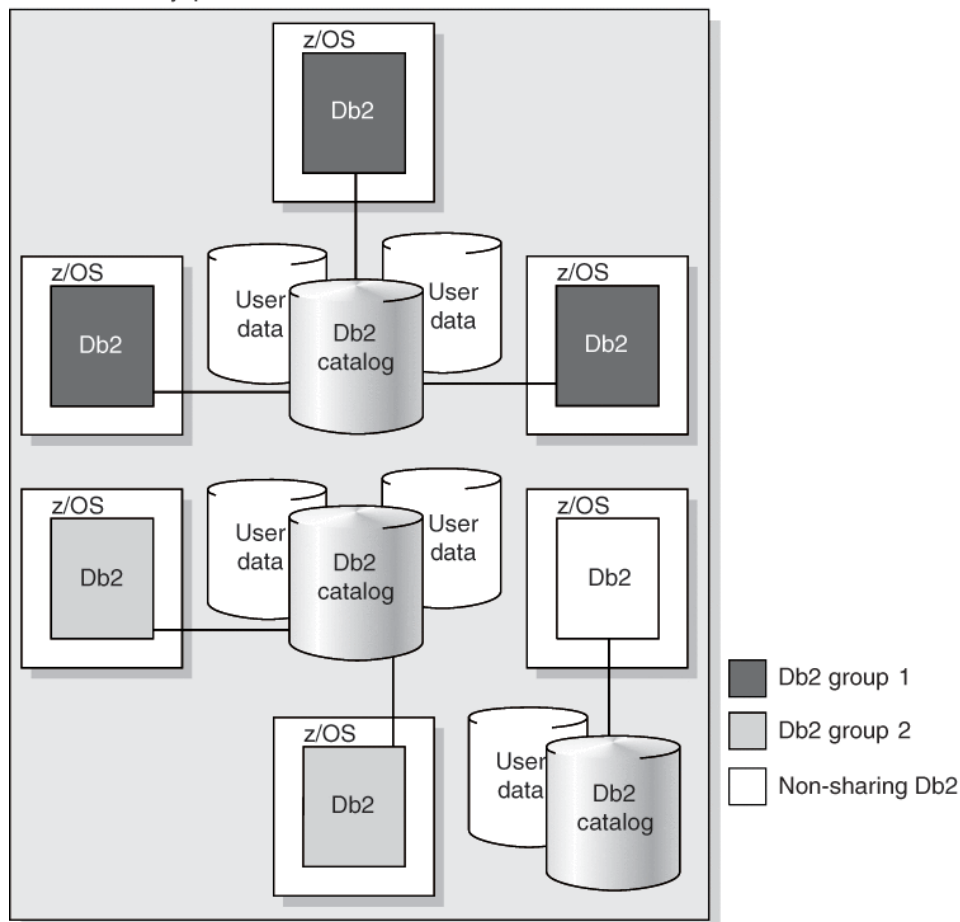 z/OS
Db2
z/OS
Db2
User
data
Db2
catalog
User
data
z/OS
Db2
z/OS
Db2
User
data
Db2
catalog
User
data
z/OS
Db2
z/OS
Db2
User
data
Db2
catalog
Db2 group 1
Db2 group 2
Non-sharing Db2